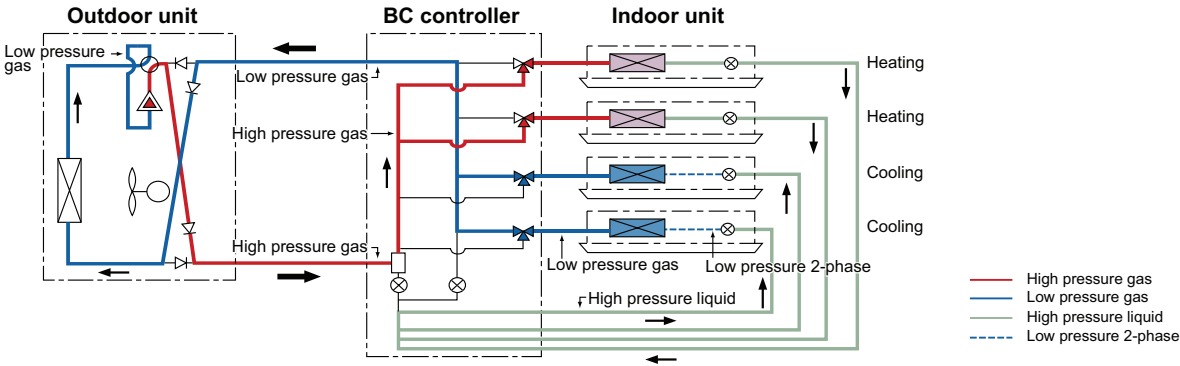 Outdoor unit
BC controller
Indoor unit
Low pressure
gas
Low pressure gas
High pressure gas
High pressure gas
Heating
Heating
Cooling
Cooling
Low pressure gas
Low pressure 2-phase
High pressure liquid
High pressure gas
Low pressure gas
High pressure liquid
Low pressure 2-phase